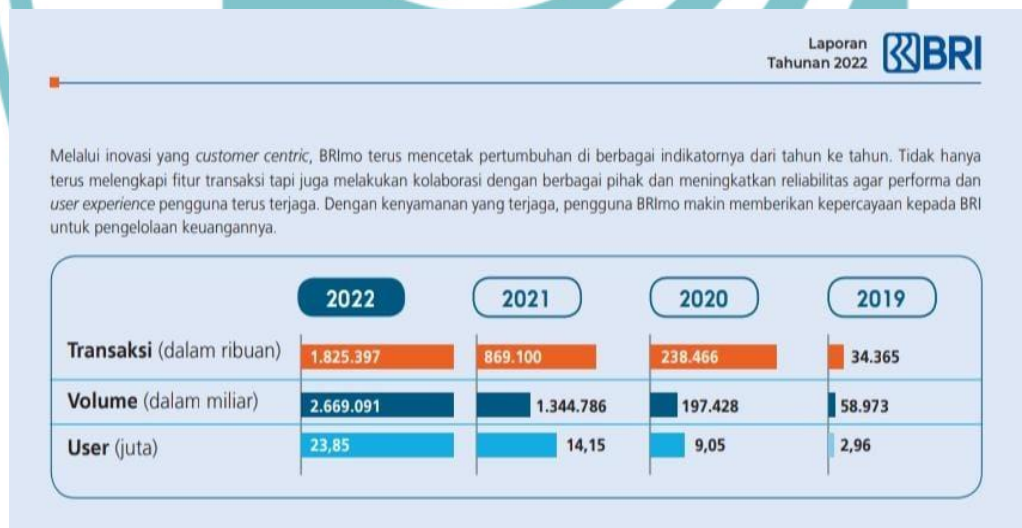 Laporan
Tahunan 2022
BRI
Melalui inovasi yang customer centric, BRImo terus mencetak pertumbuhan di berbagai indikatornya dari tahun ke tahun. Tidak hanya
terus melengkapi fitur transaksi tapi juga melakukan kolaborasi dengan berbagai pihak dan meningkatkan reliabilitas agar performa dan
user experience pengguna terus terjaga. Dengan kenyamanan yang terjaga, pengguna BRImo makin memberikan kepercayaan kepada BRI
untuk pengelolaan keuangannya.
2022 2021 2020 2019
Transaksi (dalam ribuan) 1.825.397 869.100 238.466 34.365
Volume (dalam miliar) 2.669.091 1.344.786 197.428 58.973
User (juta) 23,85 14,15 9,05 2,96